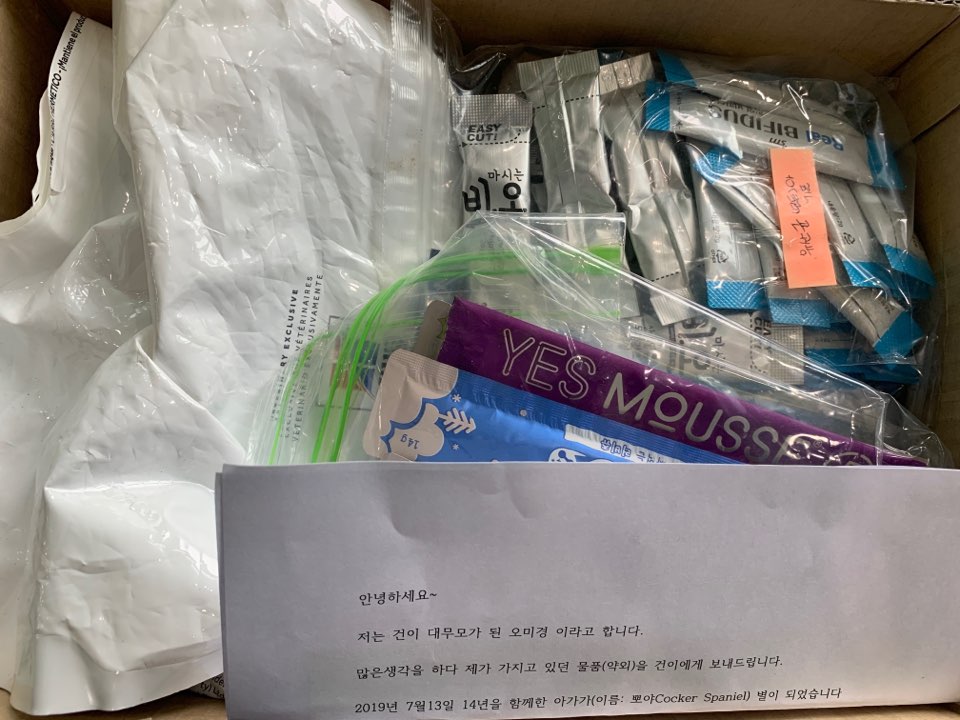 VETERINARY EXCLUSIVE
EASY
CUT!
마시는
비오
Real
BIFIDUS
YES MOUSSE
14g
안녕하세요~
저는 건이 대무모가 된 오미경 이라고 합니다.
많은생각을 하다 제가 가지고 있던 물품(약외)을 건이에게 보내드립니다.
2019년 7월13일 14년을 함께한 아가가(이름: 뽀야Cocker Spaniel) 별이 되었습니다